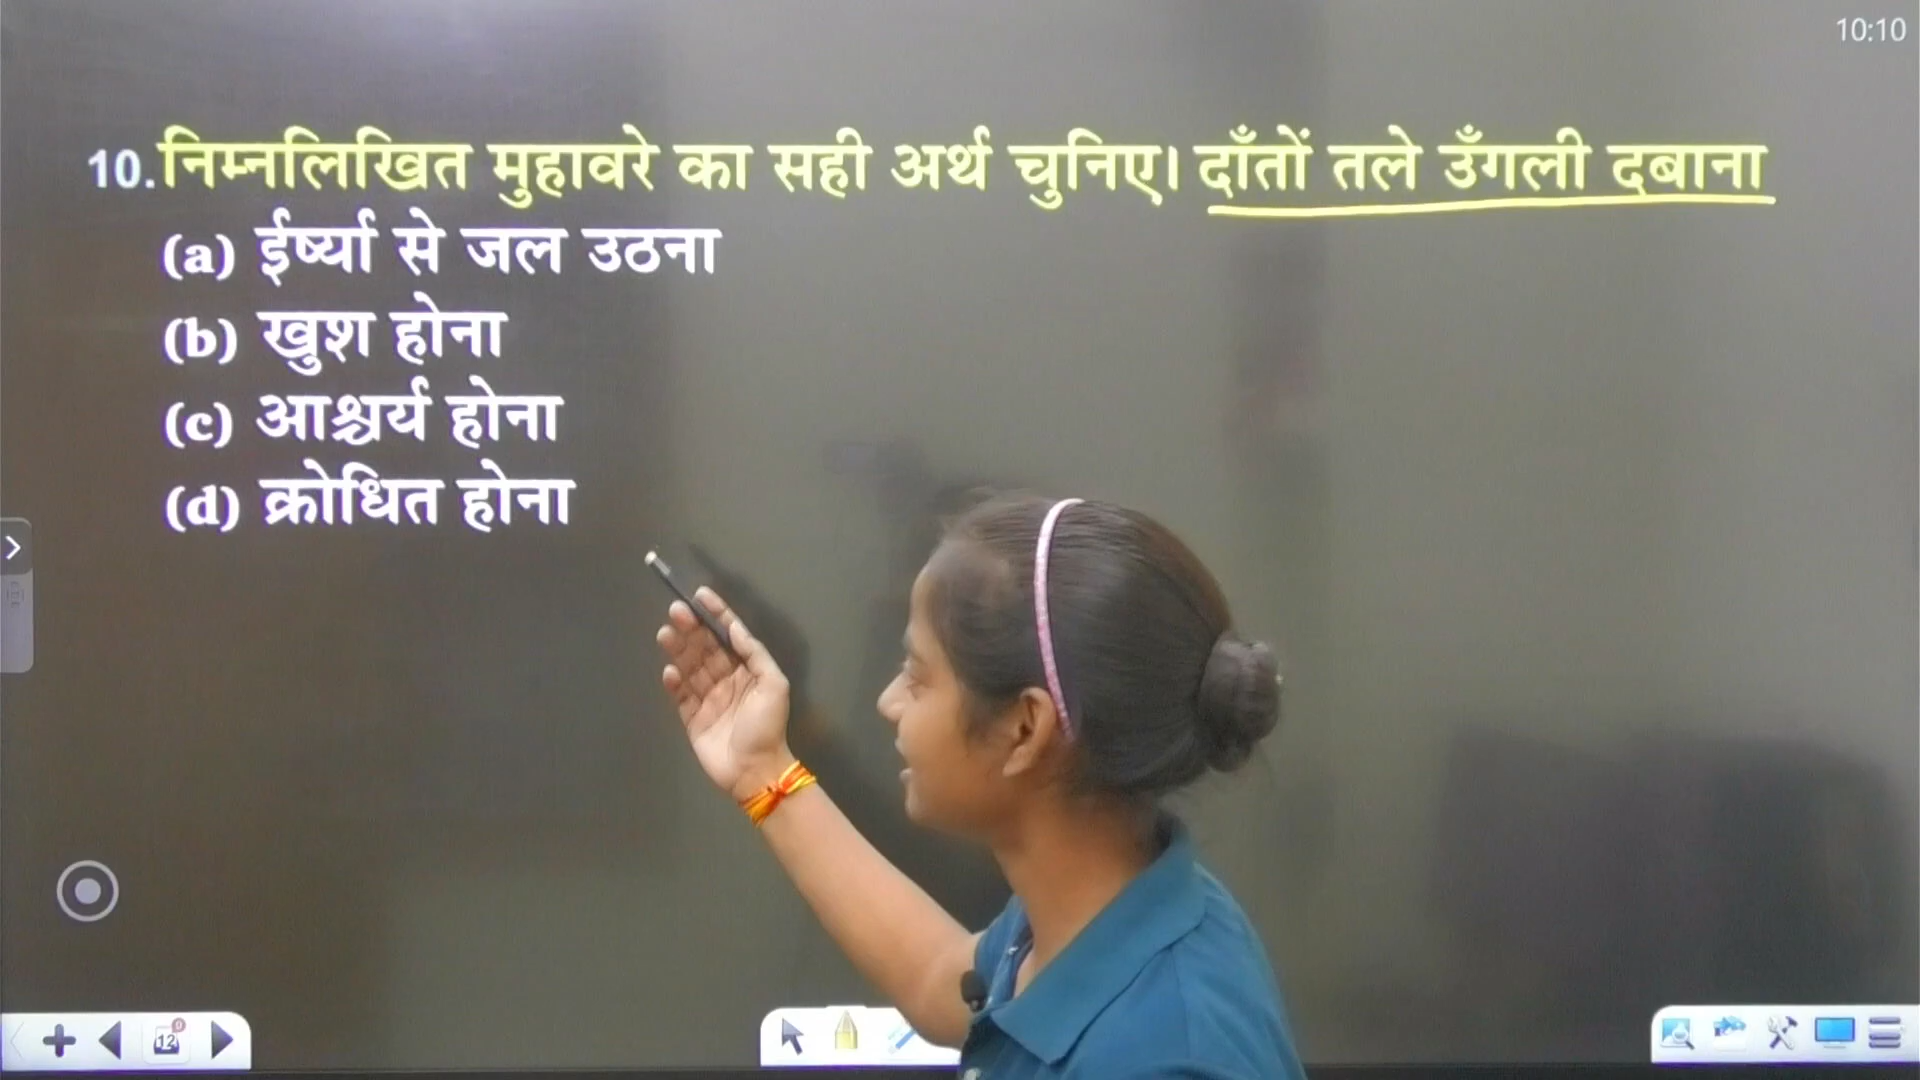 10:10
10. निम्नलिखित मुहावरे का सही अर्थ चुनिए। दाँतों तले उँगली दबाना
(a) ईर्ष्या से जल उठना
(b) खुश होना
(c) आश्चर्य होना
(d) क्रोधित होना
12